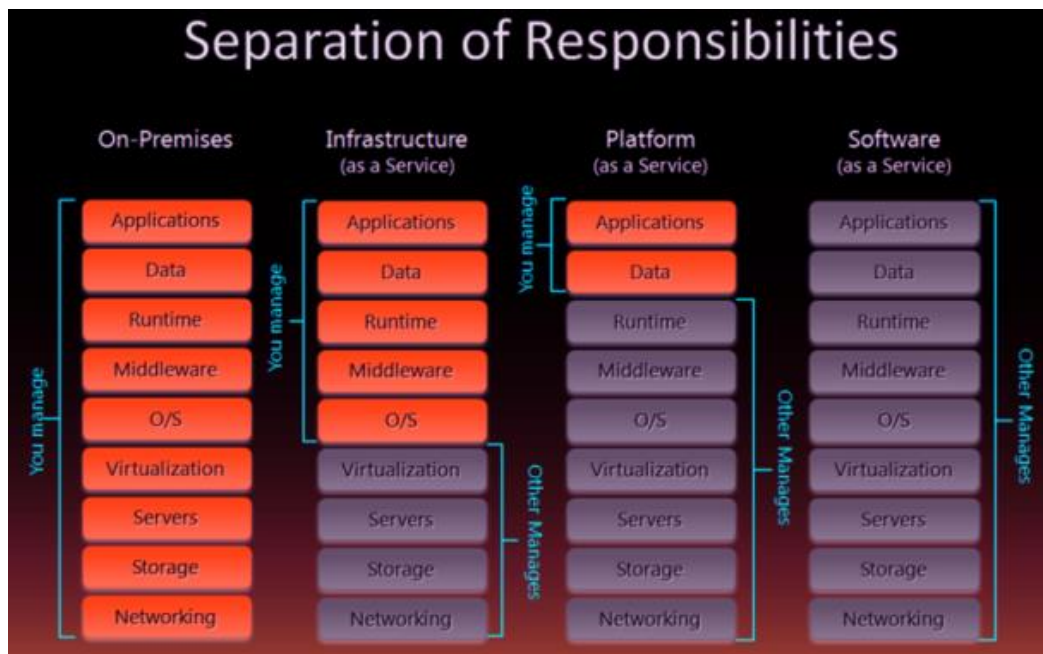 Separation of Responsibilities
On-Premises
Infrastructure
(as a Service)
Platform
(as a Service)
Software
(as a Service)
You manage
Applications
Data
Runtime
Middleware
O/S
Virtualization
Servers
Storage
Networking
You manage
Applications
Data
Runtime
Middleware
O/S
Virtualization
Servers
Storage
Networking
Other Manages
You manage
Applications
Data
Runtime
Middleware
O/S
Virtualization
Servers
Storage
Networking
Other Manages
Applications
Data
Runtime
Middleware
O/S
Virtualization
Servers
Storage
Networking
Other Manages